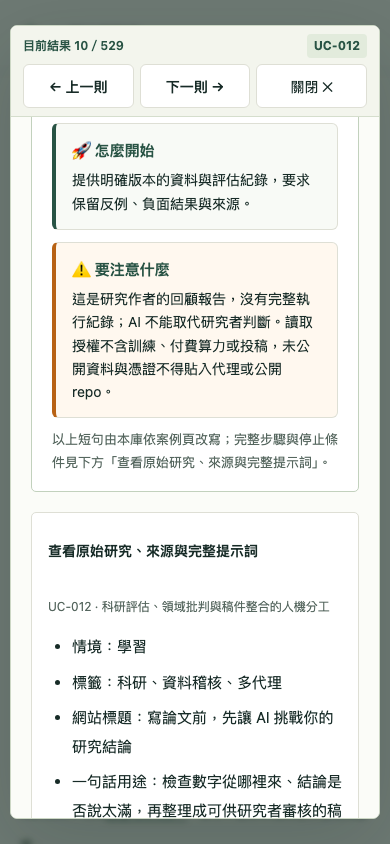 目前結果 10 / 529
UC-012
← 上一則
下一則 →
關閉 ✕
🚀 怎麼開始
提供明確版本的資料與評估紀錄，要求
保留反例、負面結果與來源。
⚠️ 要注意什麼
這是研究作者的回顧報告，沒有完整執
行紀錄；AI 不能取代研究者判斷。讀取
授權不含訓練、付費算力或投稿，未公
開資料與憑證不得貼入代理或公開
repo。
以上短句由本庫依案例頁改寫；完整步驟與停止條
件見下方「查看原始研究、來源與完整提示詞」。
查看原始研究、來源與完整提示詞
UC-012 · 科研評估、領域批判與稿件整合的人機分工
• 情境：學習
• 標籤：科研、資料稽核、多代理
• 網站標題：寫論文前，先讓 AI 挑戰你的
研究結論
• 一句話用途：檢查數字從哪裡來、結論是
否說太滿，再整理成可供研究者審核的稿